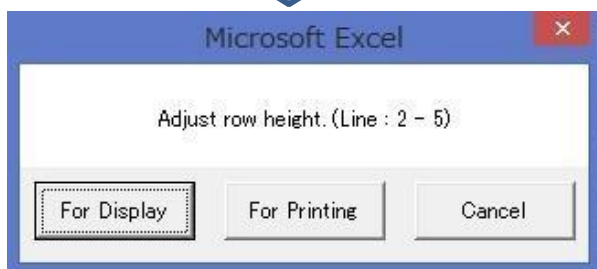 Microsoft Excel
Adjust row height.(Line : 2 - 5)
For Display For Printing Cancel